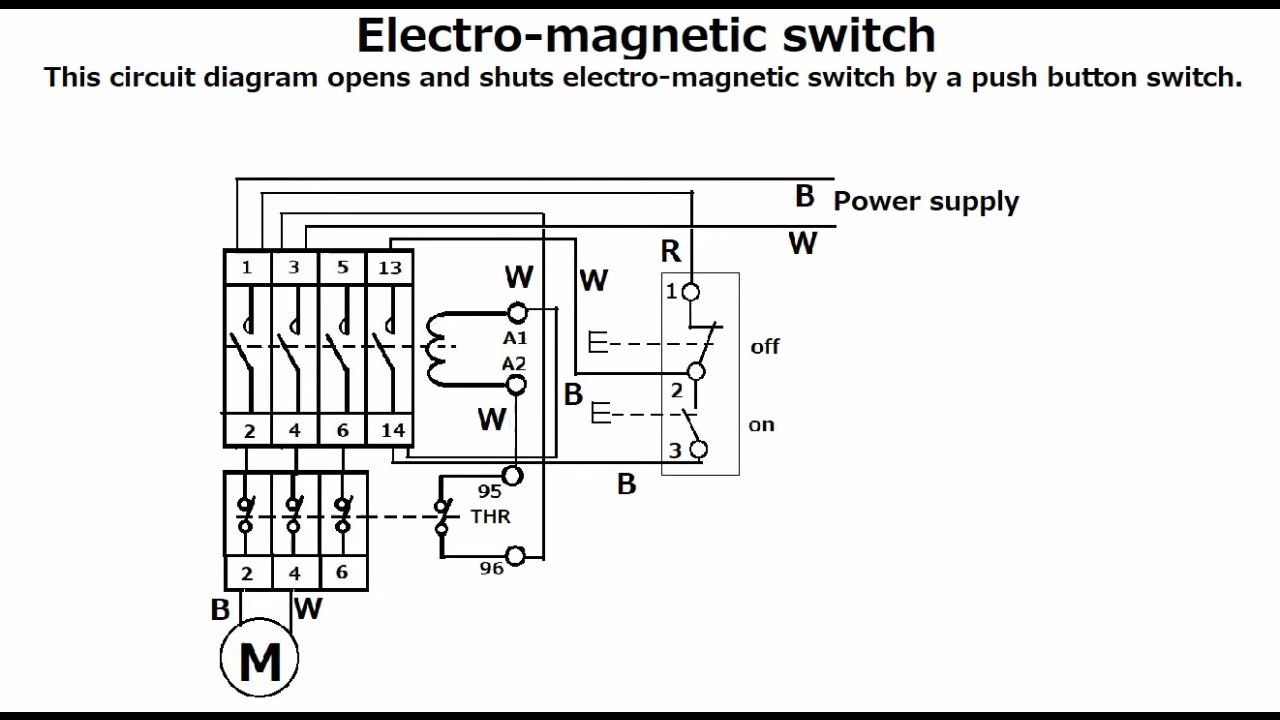 Electro-magnetic switch
This circuit diagram opens and shuts electro-magnetic switch by a push button switch.
B
Power supply
W
R
1 3 5 13
W
W
1
A1
off
A2
B
2
W
on
2 4 6 14
3
B
95
THR
96
2 4 6
B W
M